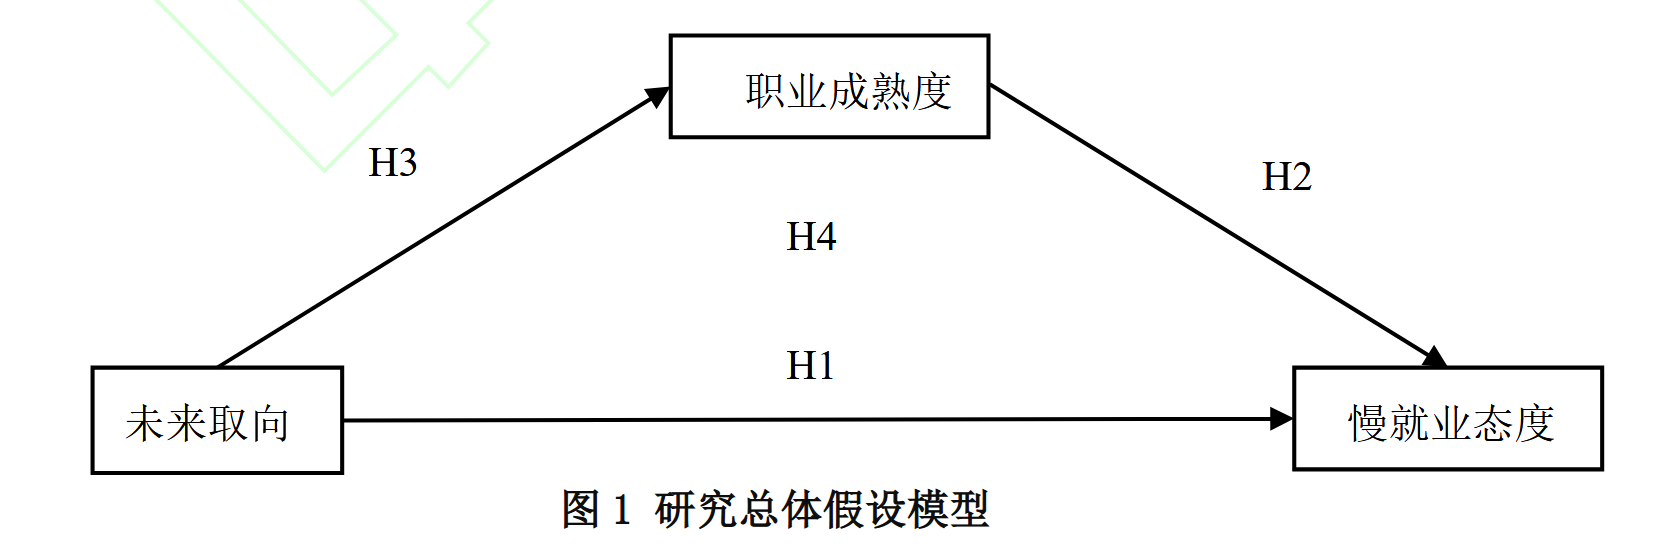 职业成熟度
H3
H2
H4
H1
未来取向
慢就业态度
图 1 研究总体假设模型